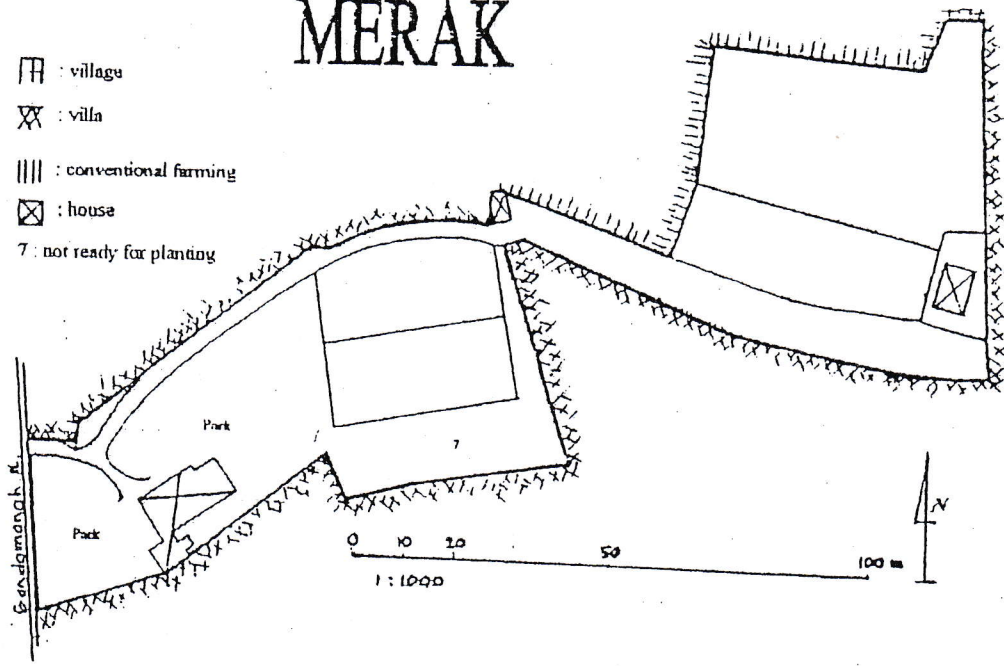 MERAK
: village
: villa
: conventional farming
: house
7 : not ready for planting
7
Park
7
Park
0 10 20 50 100 m
1:1000
N